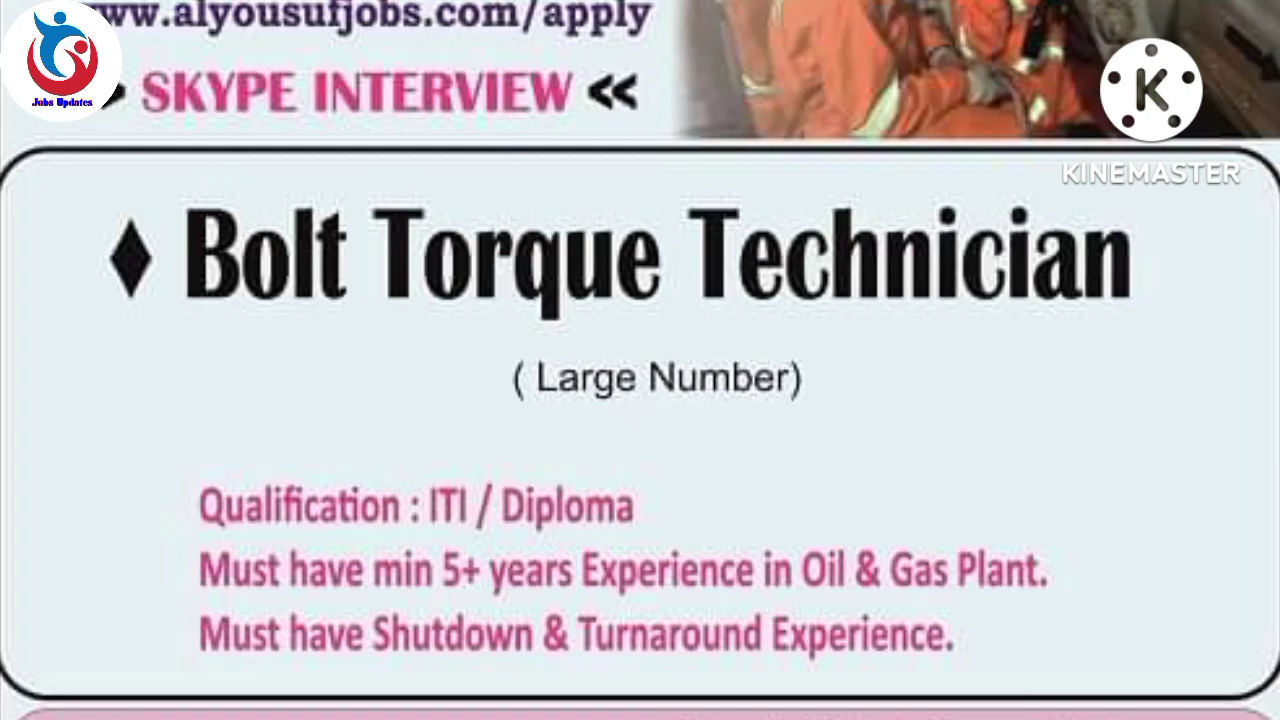 www.alyousufjobs.com/apply
Jobs Updates
SKYPE INTERVIEW <<
KINEMASTER
♦ Bolt Torque Technician
( Large Number)
Qualification : ITI / Diploma
Must have min 5+ years Experience in Oil & Gas Plant.
Must have Shutdown & Turnaround Experience.